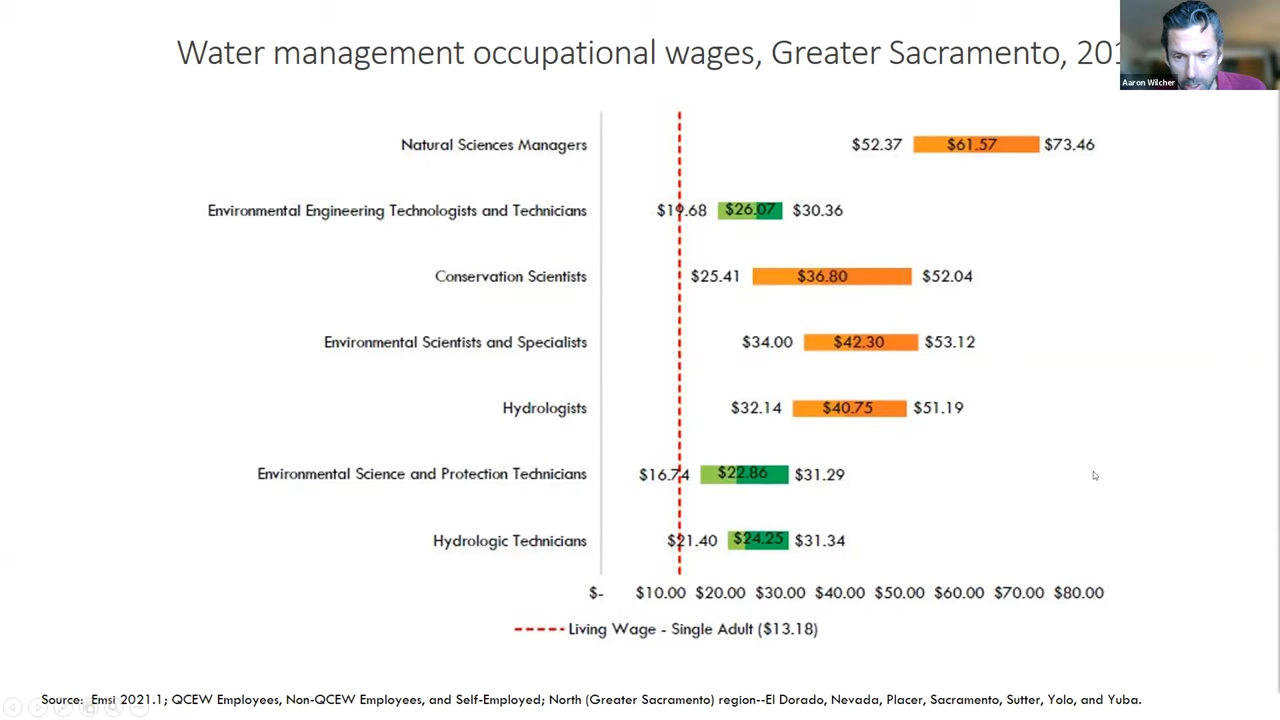 Water management occupational wages, Greater Sacramento,
Aaron Wilcher
Natural Sciences Managers $52.37 $61.57 $73.46
Environmental Engineering Technologists and Technicians $19.68 $26.07 $30.36
Conservation Scientists $25.41 $36.80 $52.04
Environmental Scientists and Specialists $34.00 $42.30 $53.12
Hydrologists $32.14 $40.75 $51.19
Environmental Science and Protection Technicians $16.74 $22.86 $31.29
Hydrologic Technicians $21.40 $24.25 $31.34
$- $10.00 $20.00 $30.00 $40.00 $50.00 $60.00 $70.00 $80.00
Living Wage - Single Adult ($13.18)
Source: Emsi 2021.1; QCEW Employees, Non-QCEW Employees, and Self-Employed; North (Greater Sacramento) region--El Dorado, Nevada, Placer, Sacramento, Sutter, Yolo, and Yuba.